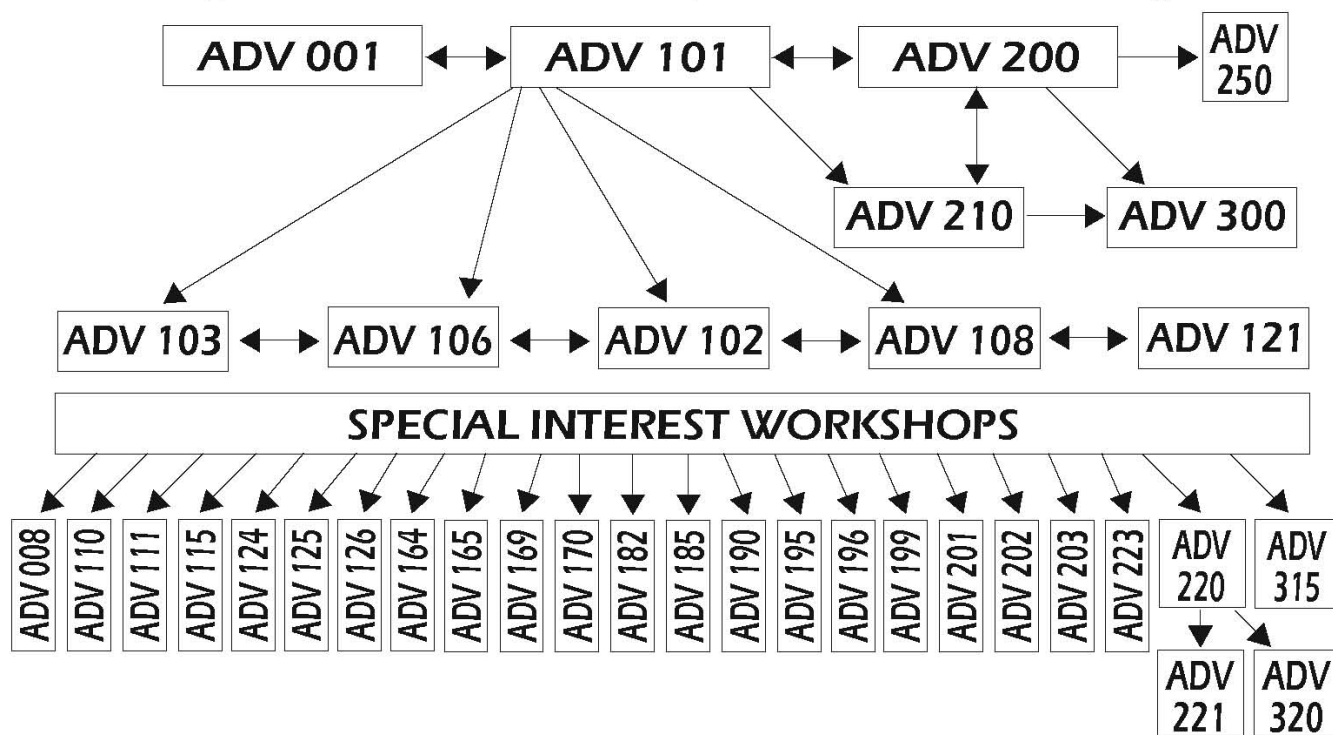 ADV 001
ADV 101
ADV 200
ADV
250
ADV 210
ADV 300
ADV 103
ADV 106
ADV 102
ADV 108
ADV 121
SPECIAL INTEREST WORKSHOPS
ADV 008
ADV 110
ADV 111
ADV 115
ADV 124
ADV 125
ADV 126
ADV 164
ADV 165
ADV 169
ADV 170
ADV 182
ADV 185
ADV 190
ADV 195
ADV 196
ADV 199
ADV 201
ADV 202
ADV 203
ADV 223
ADV
220
ADV
315
ADV
221
ADV
320